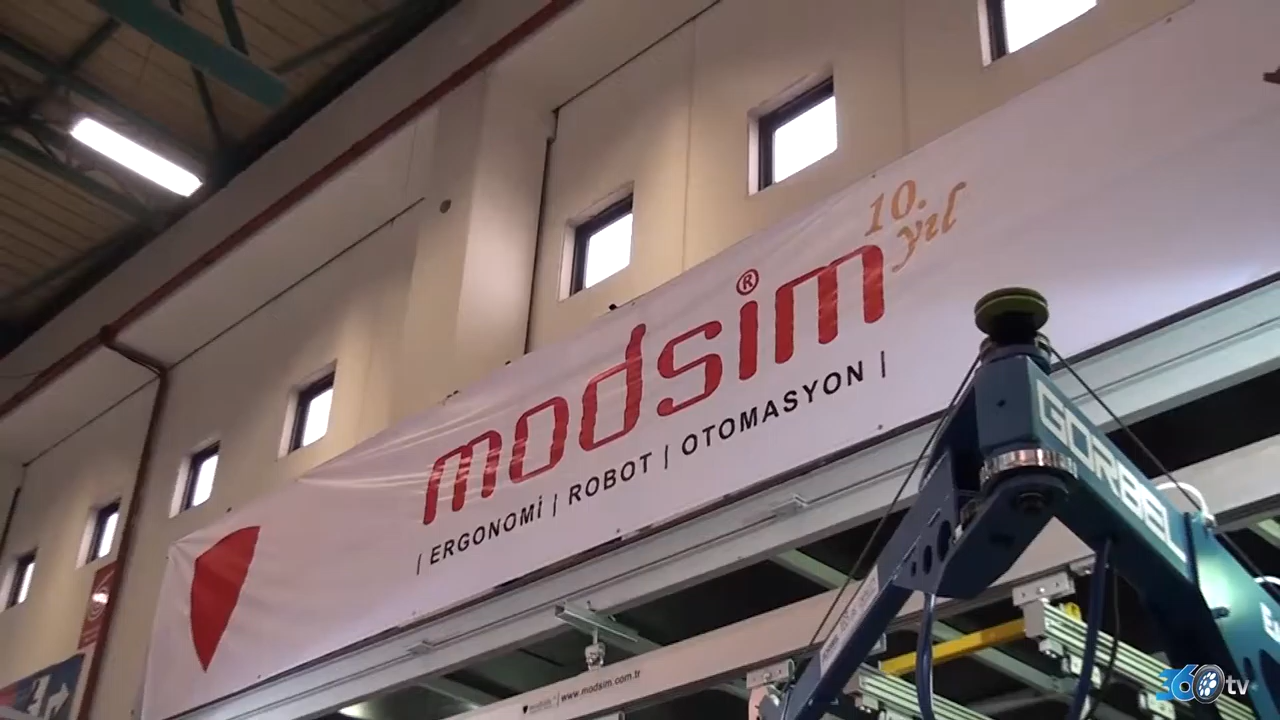 10.
yıl
modsim®
| ERGONOMİ | ROBOT | OTOMASYON |
GORBEL
www.modsim.com.tr
360tv